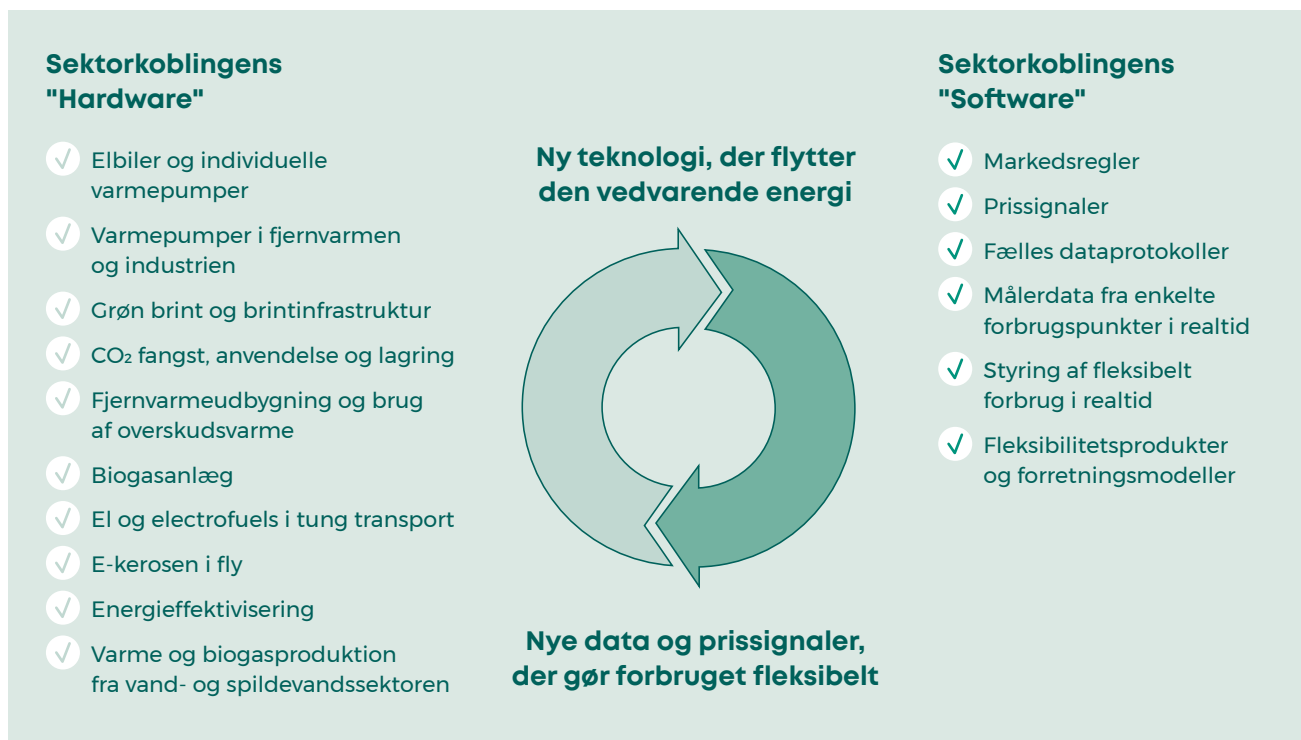 Sektorkoblingens
"Hardware"
Elbiler og individuelle
varmepumper
Varmepumper i fjernvarmen
og industrien
Grøn brint og brintinfrastruktur
CO₂ fangst, anvendelse og lagring
Fjernvarmeudbygning og brug
af overskudsvarme
Biogasanlæg
El og electrofuels i tung transport
E-kerosen i fly
Energieffektivisering
Varme og biogasproduktion
fra vand- og spildevandssektoren
Ny teknologi, der flytter
den vedvarende energi
Nye data og prissignaler,
der gør forbruget fleksibelt
Sektorkoblingens
"Software"
Markedsregler
Prissignaler
Fælles dataprotokoller
Målerdata fra enkelte
forbrugspunkter i realtid
Styring af fleksibelt
forbrug i realtid
Fleksibilitetsprodukter
og forretningsmodeller